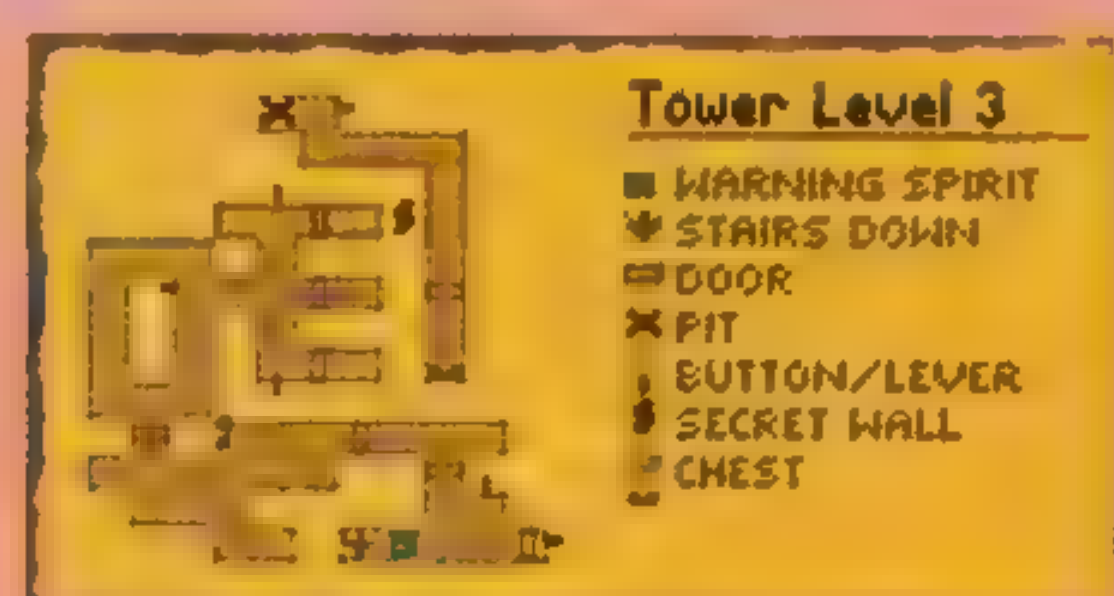 Tower Level 3
WARNING SPIRIT
STAIRS DOWN
DOOR
PIT
BUTTON/LEVER
SECRET WALL
CHEST